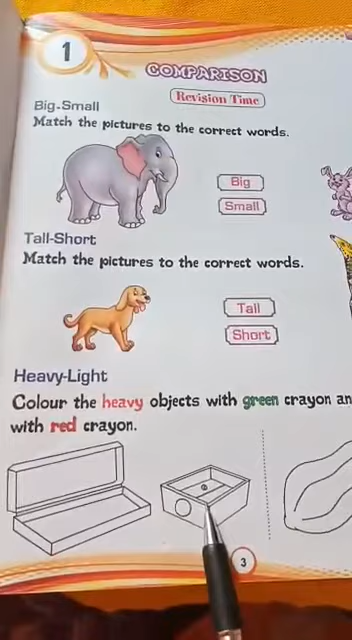 1
COMPARISON
Revision Time
Big-Small
Match the pictures to the correct words.
Big
Small
Tall-Short
Match the pictures to the correct words.
Tall
Short
Heavy-Light
Colour the heavy objects with green crayon an
with red crayon.
3